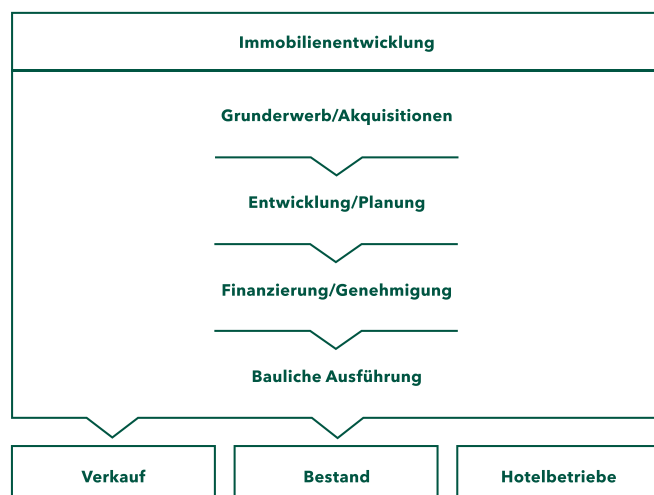 Immobilienentwicklung
Grunderwerb/Akquisitionen
Entwicklung/Planung
Finanzierung/Genehmigung
Bauliche Ausführung
Verkauf
Bestand
Hotelbetriebe